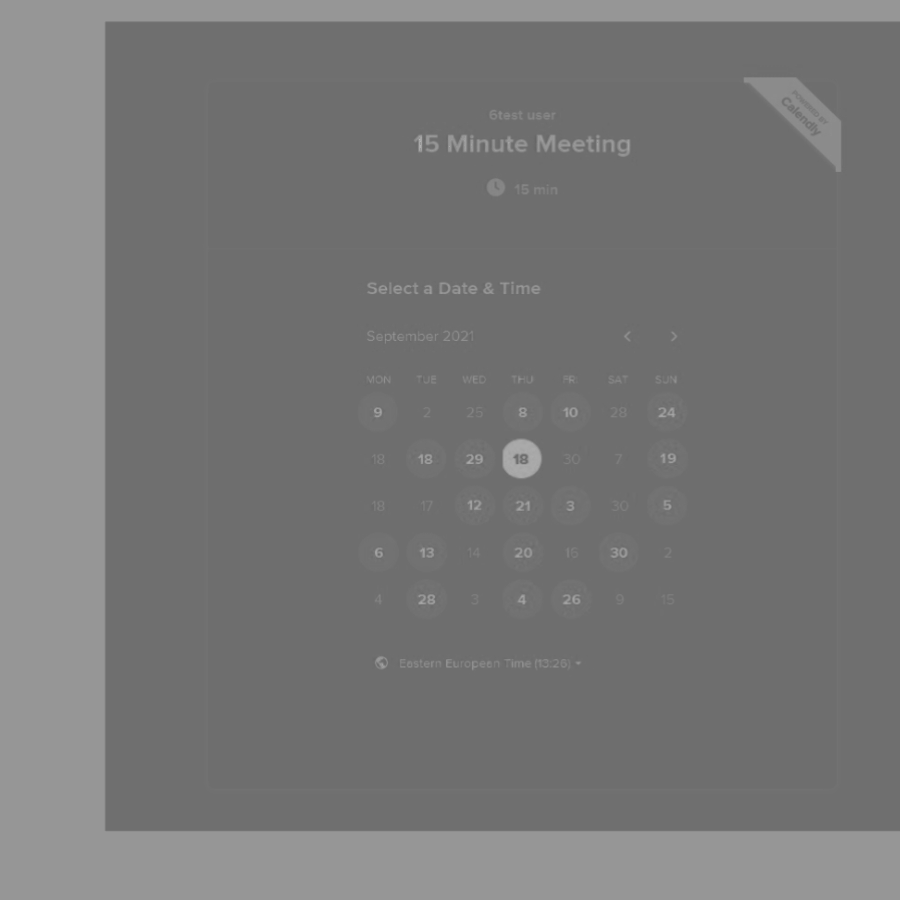 POWERED BY
Calendly
6test user
15 Minute Meeting
15 min
Select a Date & Time
September 2021
MON TUE WED THU FRI SAT SUN
9 2 25 8 10 28 24
18 18 29 18 30 7 19
18 17 12 21 3 30 5
6 13 14 20 15 30 2
4 28 3 4 26 9 15
Eastern European Time (13:26)